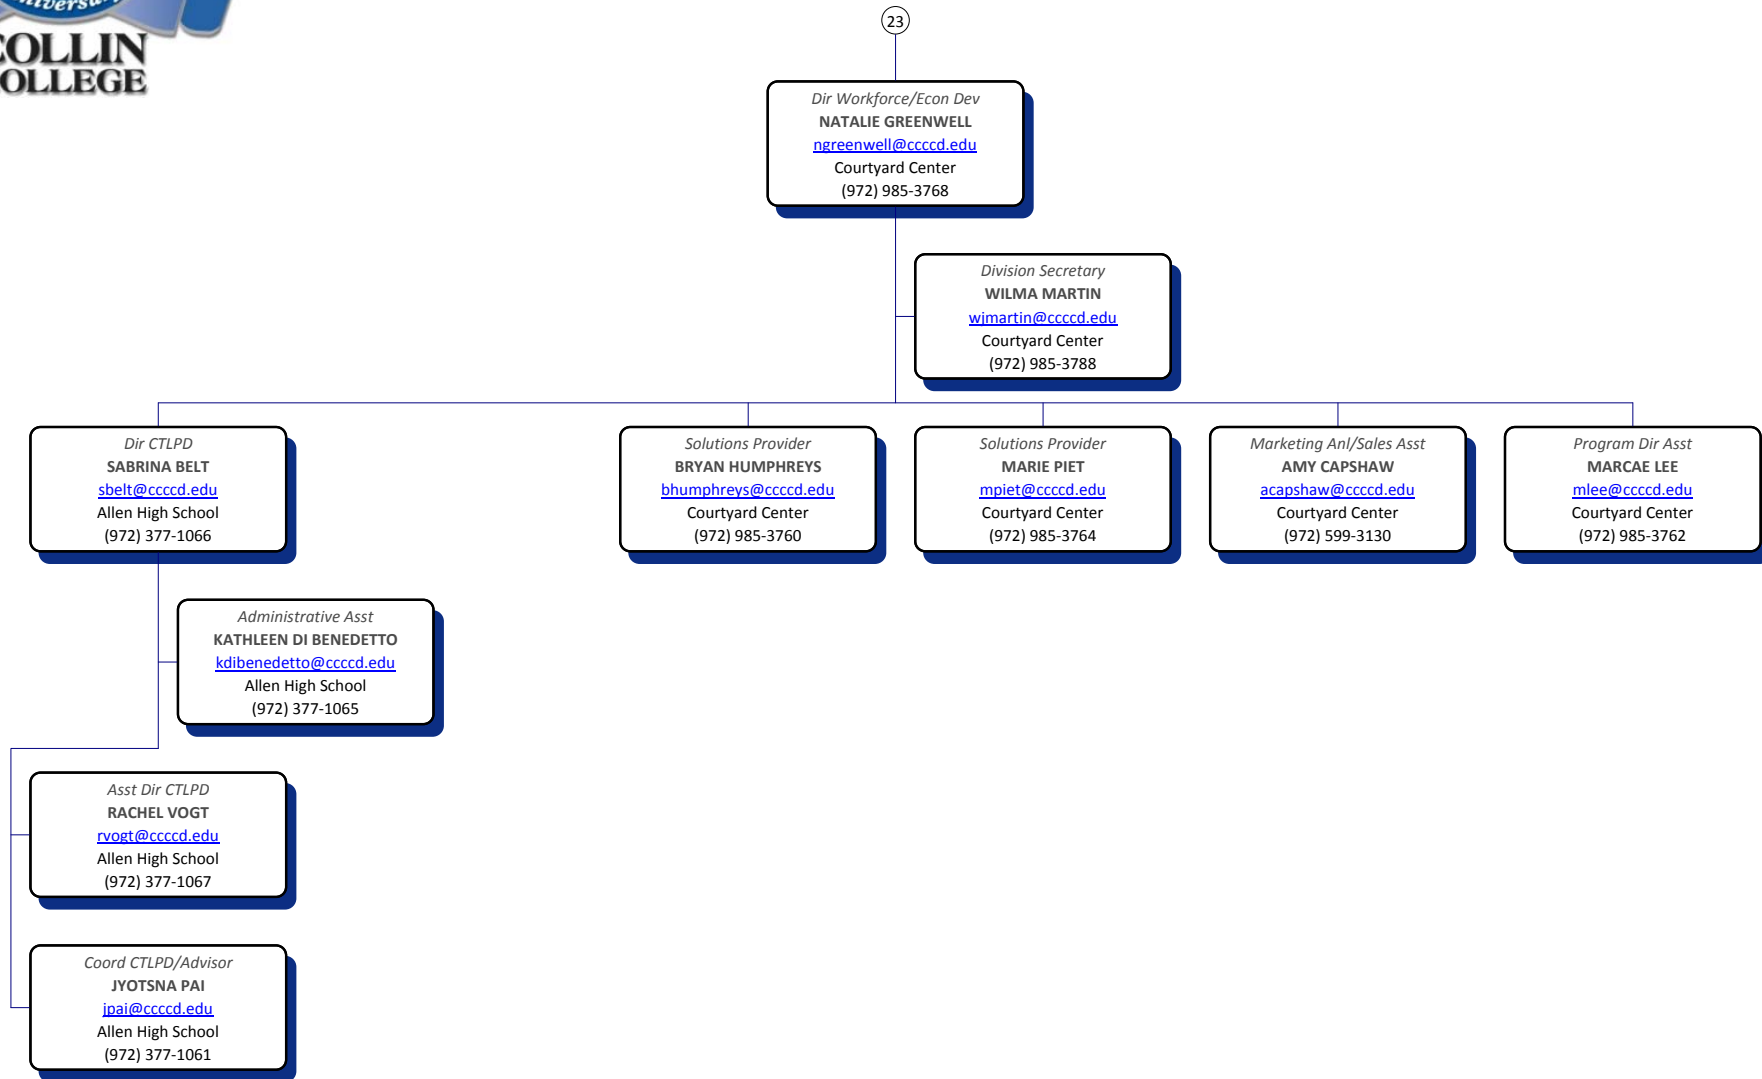 COLLIN
COLLEGE
23
Dir Workforce/Econ Dev
NATALIE GREENWELL
ngreenwell@ccccd.edu
Courtyard Center
(972) 985-3768
Division Secretary
WILMA MARTIN
wjmartin@ccccd.edu
Courtyard Center
(972) 985-3788
Dir CTLPD
SABRINA BELT
sbelt@ccccd.edu
Allen High School
(972) 377-1066
Solutions Provider
BRYAN HUMPHREYS
bhumphreys@ccccd.edu
Courtyard Center
(972) 985-3760
Solutions Provider
MARIE PIET
mpiet@ccccd.edu
Courtyard Center
(972) 985-3764
Marketing Anl/Sales Asst
AMY CAPSHAW
acapshaw@ccccd.edu
Courtyard Center
(972) 599-3130
Program Dir Asst
MARCAE LEE
mlee@ccccd.edu
Courtyard Center
(972) 985-3762
Administrative Asst
KATHLEEN DI BENEDETTO
kdibenedetto@ccccd.edu
Allen High School
(972) 377-1065
Asst Dir CTLPD
RACHEL VOGT
rvogt@ccccd.edu
Allen High School
(972) 377-1067
Coord CTLPD/Advisor
JYOTSNA PAI
jpai@ccccd.edu
Allen High School
(972) 377-1061